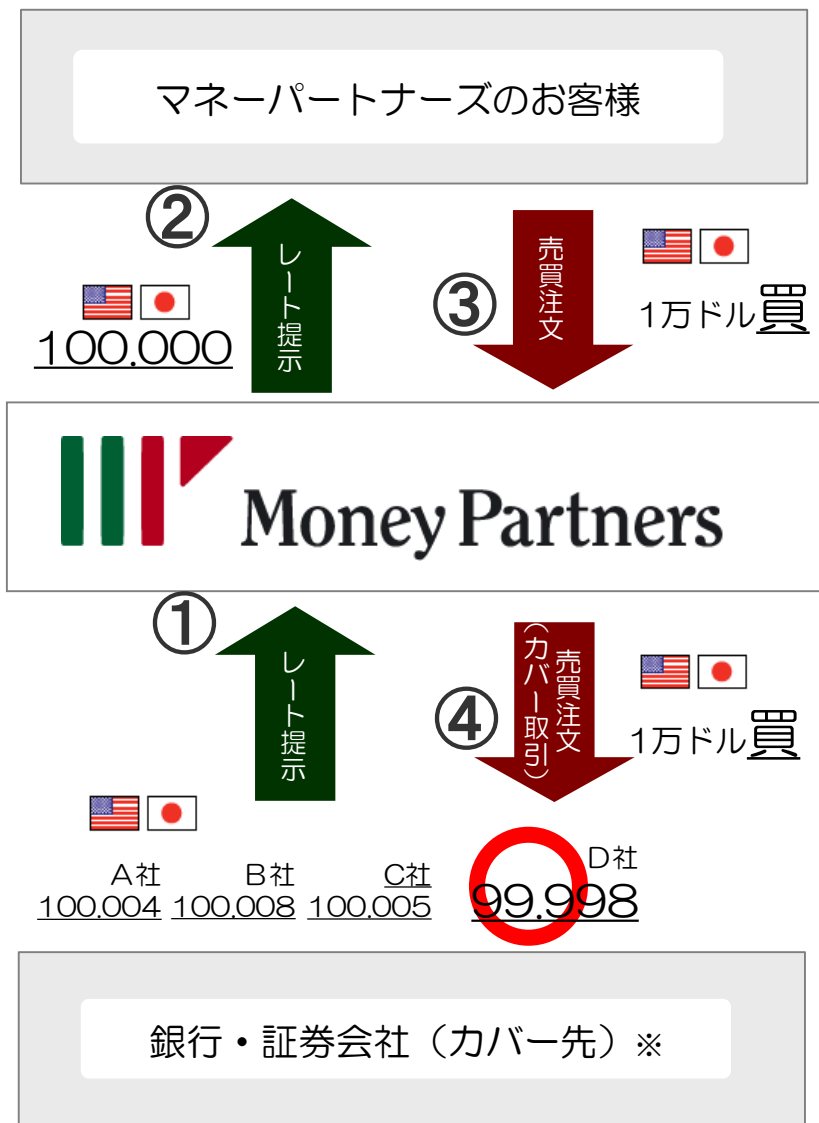 マネーパートナーズのお客様
②
レート提示
100.000
③
売買注文
1万ドル買
Money Partners
①
レート提示
④
売買注文
(カバー取引)
1万ドル買
A社 B社 C社 D社
100.004 100.008 100.005 99.998
銀行・証券会社（カバー先）※